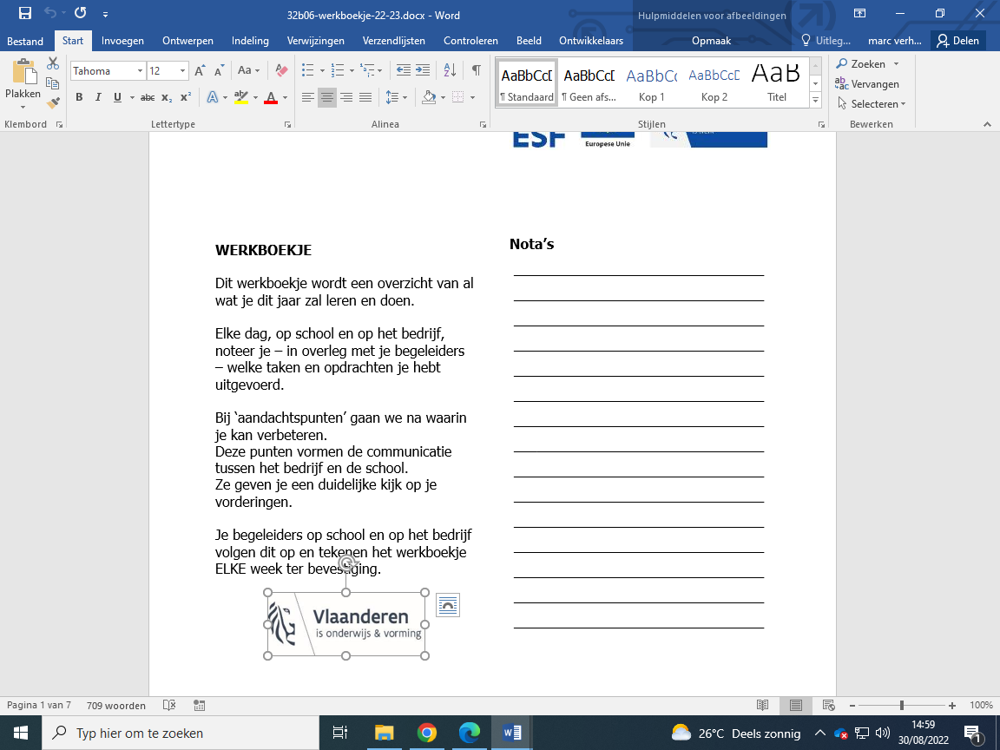 32b06-werkboekje-22-23.docx - Word
Hulpmiddelen voor afbeeldingen
Bestand Start Invoegen Ontwerpen Indeling Verwijzingen Verzendlijsten Controleren Beeld Ontwikkelaars Opmaak Uitleg... marc verh... Delen
Plakken
Tahoma 12
Aa
B I U abc x₂ x²
AaBbCcD AaBbCcD AaBbCc AaBbCcD AaB
¶ Standaard ¶ Geen afs... Kop 1 Kop 2 Titel
Zoeken
Vervangen
Selecteren
Klembord Lettertype Alinea Stijlen Bewerken
ESF
Europese Unie
WERKBOEKJE
Dit werkboekje wordt een overzicht van al
wat je dit jaar zal leren en doen.
Elke dag, op school en op het bedrijf,
noteer je – in overleg met je begeleiders
– welke taken en opdrachten je hebt
uitgevoerd.
Bij ‘aandachtspunten’ gaan we na waarin
je kan verbeteren.
Deze punten vormen de communicatie
tussen het bedrijf en de school.
Ze geven je een duidelijke kijk op je
vorderingen.
Je begeleiders op school en op het bedrijf
volgen dit op en tekenen het werkboekje
ELKE week ter bevestiging.
Vlaanderen
is onderwijs & vorming
Nota’s
Pagina 1 van 7 709 woorden 100%
Typ hier om te zoeken
26°C Deels zonnig
14:59
30/08/2022
1